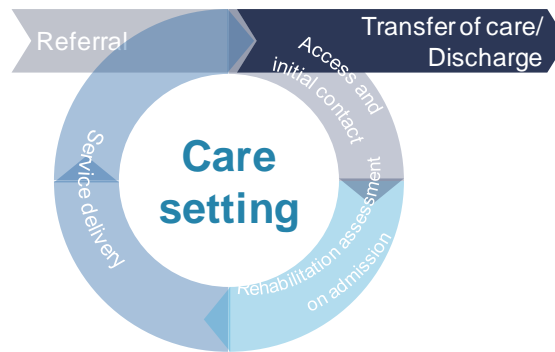 Referral
Transfer of care/
Discharge
Access and
initial contact
Rehabilitation assessment
on admission
Service delivery
Care
setting